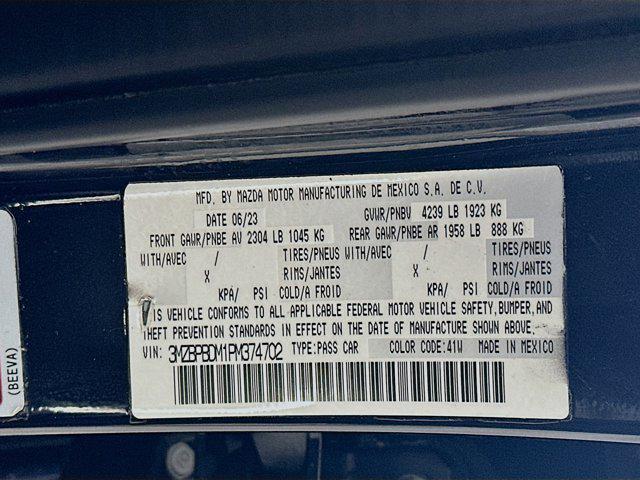 MFD. BY MAZDA MOTOR MANUFACTURING DE MEXICO S.A. DE C.V.
DATE 06/23 GVWR/PNBV 4239 LB 1923 KG
FRONT GAWR/PNBE AV 2304 LB 1045 KG REAR GAWR/PNBE AR 1958 LB 888 KG
WITH/AVEC / TIRES/PNEUS WITH/AVEC / TIRES/PNEUS
X RIMS/JANTES X RIMS/JANTES
KPA/ PSI COLD/A FROID KPA/ PSI COLD/A FROID
THIS VEHICLE CONFORMS TO ALL APPLICABLE FEDERAL MOTOR VEHICLE SAFETY, BUMPER, AND
THEFT PREVENTION STANDARDS IN EFFECT ON THE DATE OF MANUFACTURE SHOWN ABOVE.
VIN: 3MZBPBDM1PM374702 TYPE: PASS CAR COLOR CODE: 41W MADE IN MEXICO
(BEEVA)